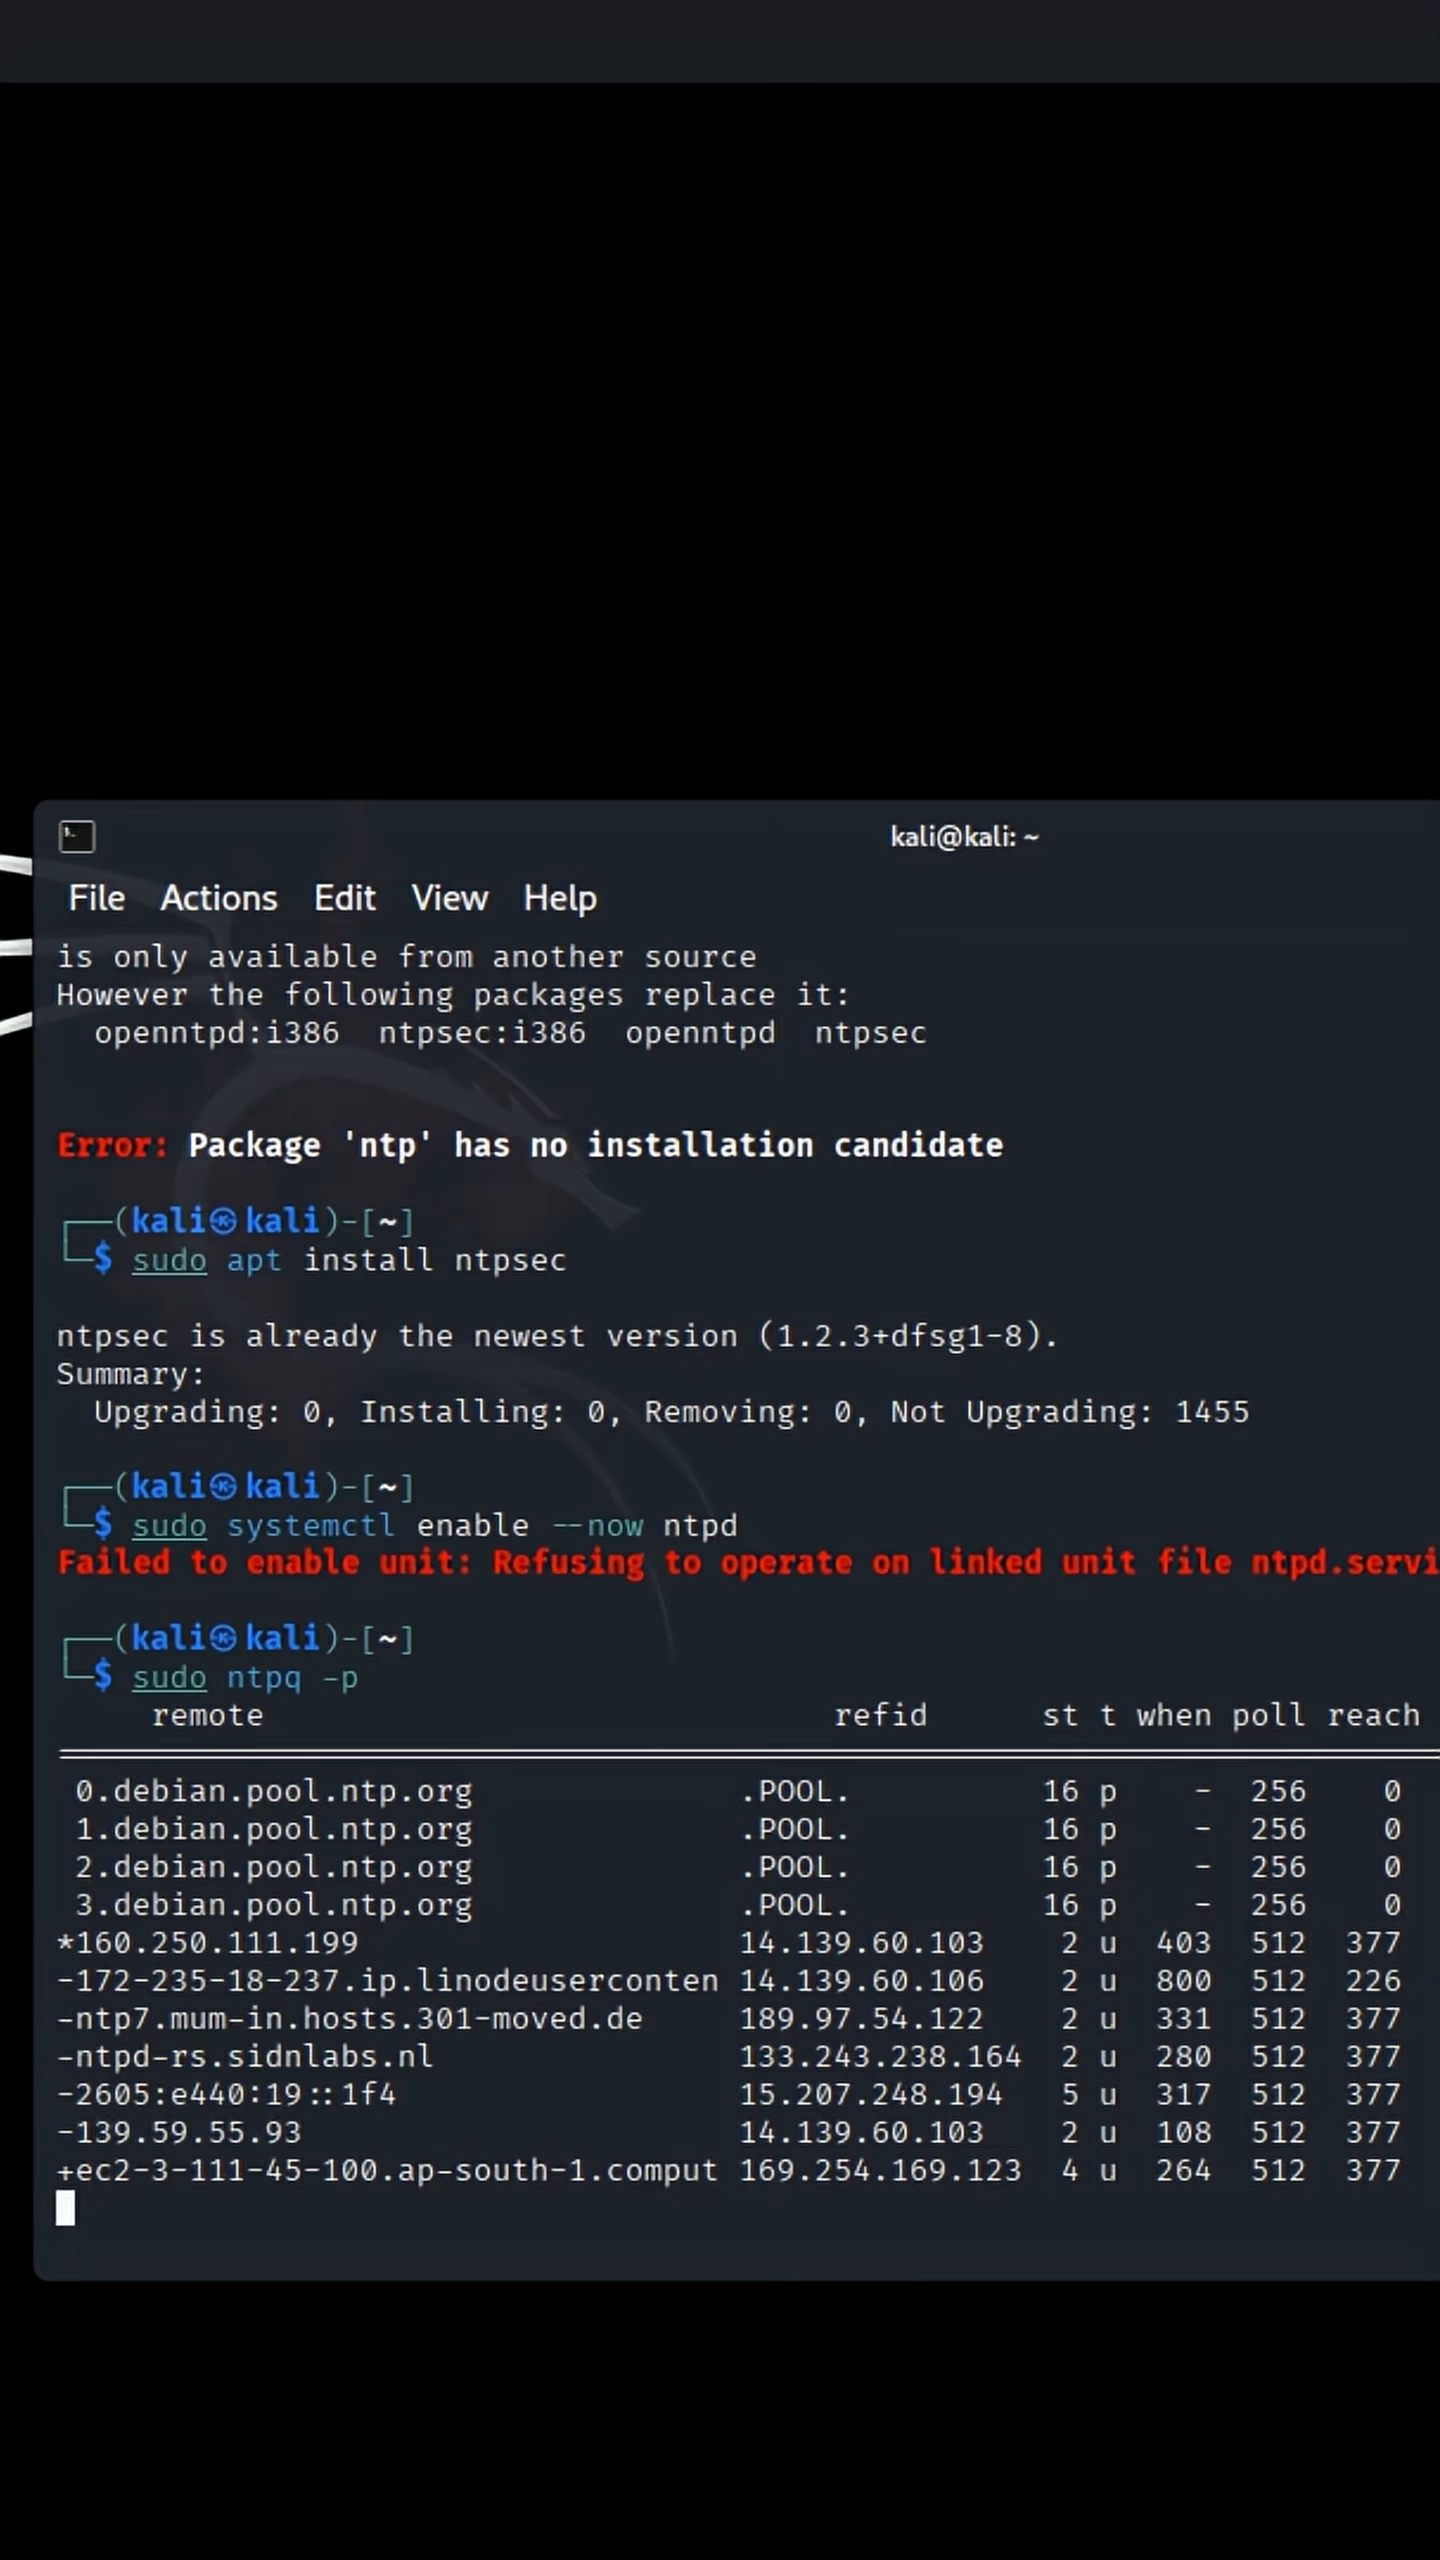 kali@kali: ~
File Actions Edit View Help
is only available from another source
However the following packages replace it:
openntpd:i386 ntpsec:i386 openntpd ntpsec
Error: Package 'ntp' has no installation candidate
┌──(kali㉿kali)-[~]
└─$ sudo apt install ntpsec
ntpsec is already the newest version (1.2.3+dfsg1-8).
Summary:
Upgrading: 0, Installing: 0, Removing: 0, Not Upgrading: 1455
┌──(kali㉿kali)-[~]
└─$ sudo systemctl enable --now ntpd
Failed to enable unit: Refusing to operate on linked unit file ntpd.servi
┌──(kali㉿kali)-[~]
└─$ sudo ntpq -p
remote refid st t when poll reach
0.debian.pool.ntp.org .POOL. 16 p - 256 0
1.debian.pool.ntp.org .POOL. 16 p - 256 0
2.debian.pool.ntp.org .POOL. 16 p - 256 0
3.debian.pool.ntp.org .POOL. 16 p - 256 0
*160.250.111.199 14.139.60.103 2 u 403 512 377
-172-235-18-237.ip.linodeuserconten 14.139.60.106 2 u 800 512 226
-ntp7.mum-in.hosts.301-moved.de 189.97.54.122 2 u 331 512 377
-ntpd-rs.sidnlabs.nl 133.243.238.164 2 u 280 512 377
-2605:e440:19::1f4 15.207.248.194 5 u 317 512 377
-139.59.55.93 14.139.60.103 2 u 108 512 377
+ec2-3-111-45-100.ap-south-1.comput 169.254.169.123 4 u 264 512 377